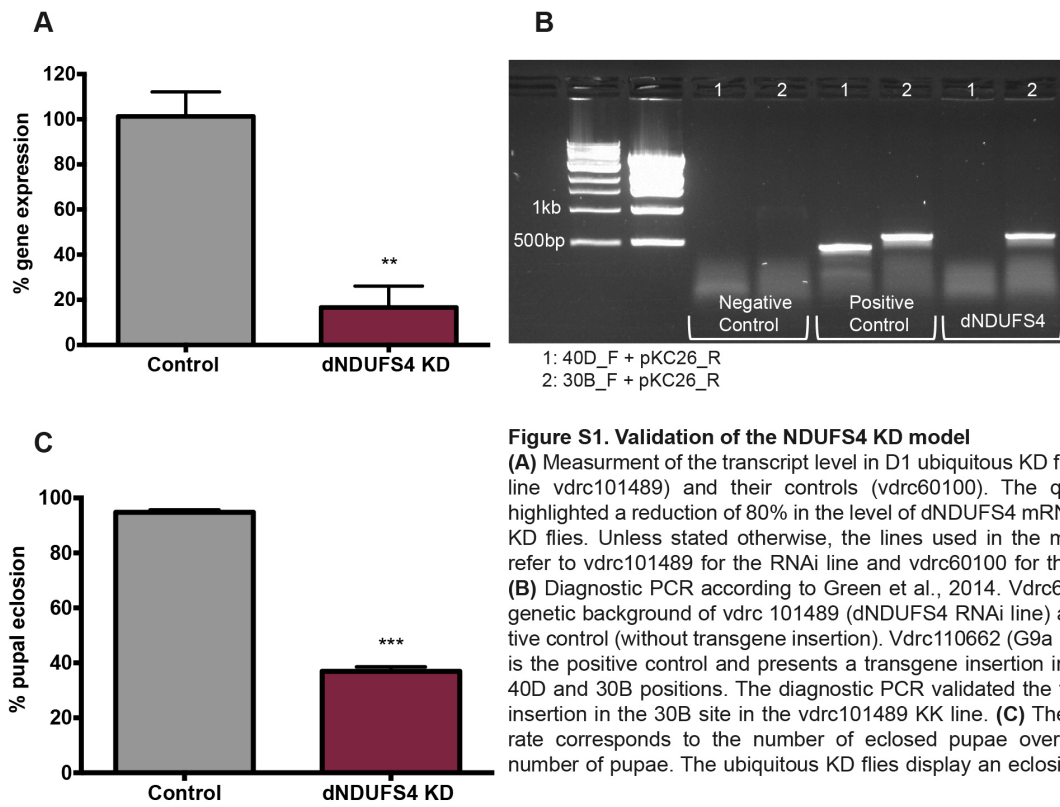 A
120
100
80
60
40
20
0
% gene expression
**
Control
dNDUFS4 KD
B
1 2 1 2 1 2
1kb
500bp
Negative
Control
Positive
Control
dNDUFS4
1: 40D_F + pKC26_R
2: 30B_F + pKC26_R
C
100
80
60
40
20
0
% pupal eclosion
***
Control
dNDUFS4 KD
Figure S1. Validation of the NDUFS4 KD model
(A) Measurment of the transcript level in D1 ubiquitous KD f
line vdrc101489) and their controls (vdrc60100). The q
highlighted a reduction of 80% in the level of dNDUFS4 mRN
KD flies. Unless stated otherwise, the lines used in the m
refer to vdrc101489 for the RNAi line and vdrc60100 for th
(B) Diagnostic PCR according to Green et al., 2014. Vdrc6
genetic background of vdrc 101489 (dNDUFS4 RNAi line) a
tive control (without transgene insertion). Vdrc110662 (G9a
is the positive control and presents a transgene insertion in
40D and 30B positions. The diagnostic PCR validated the
insertion in the 30B site in the vdrc101489 KK line. (C) The
rate corresponds to the number of eclosed pupae over
number of pupae. The ubiquitous KD flies display an eclosi